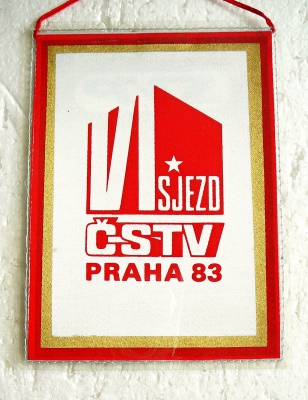 VI
SJEZD
ČSTV
PRAHA 83